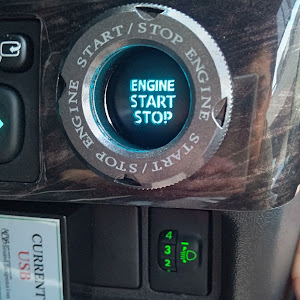 START/STOP ENGINE
START/STOP ENGINE
ENGINE
START
STOP
4
3
2
CURRENT
USB